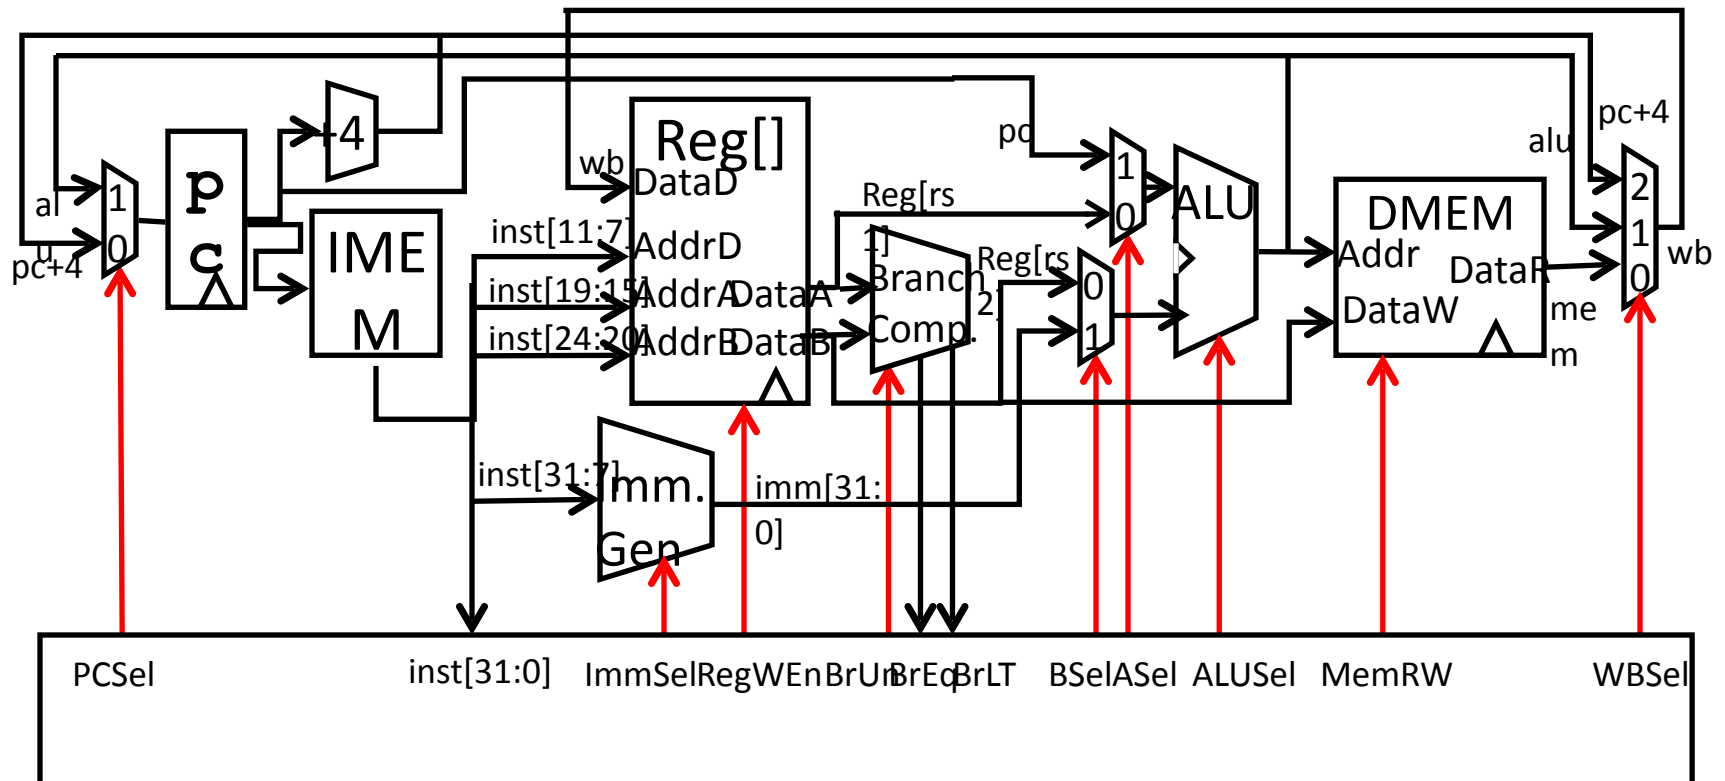 pc+4
alu
+4
Reg[]
wb
DataD
pc
1
0
ALU
2
1
0
wb
al
u
pc+4
1
0
p
c
IME
M
inst[11:7]
AddrD
inst[19:15]
AddrA
DataA
inst[24:20]
AddrB
DataB
Reg[rs
1]
Branch
Comp.
Reg[rs
2]
0
1
DMEM
Addr
DataR
DataW
me
m
inst[31:7]
Imm.
Gen
imm[31:
0]
PCSel
inst[31:0]
ImmSel
RegWEn
BrUn
BrEq
BrLT
BSel
ASel
ALUSel
MemRW
WBSel